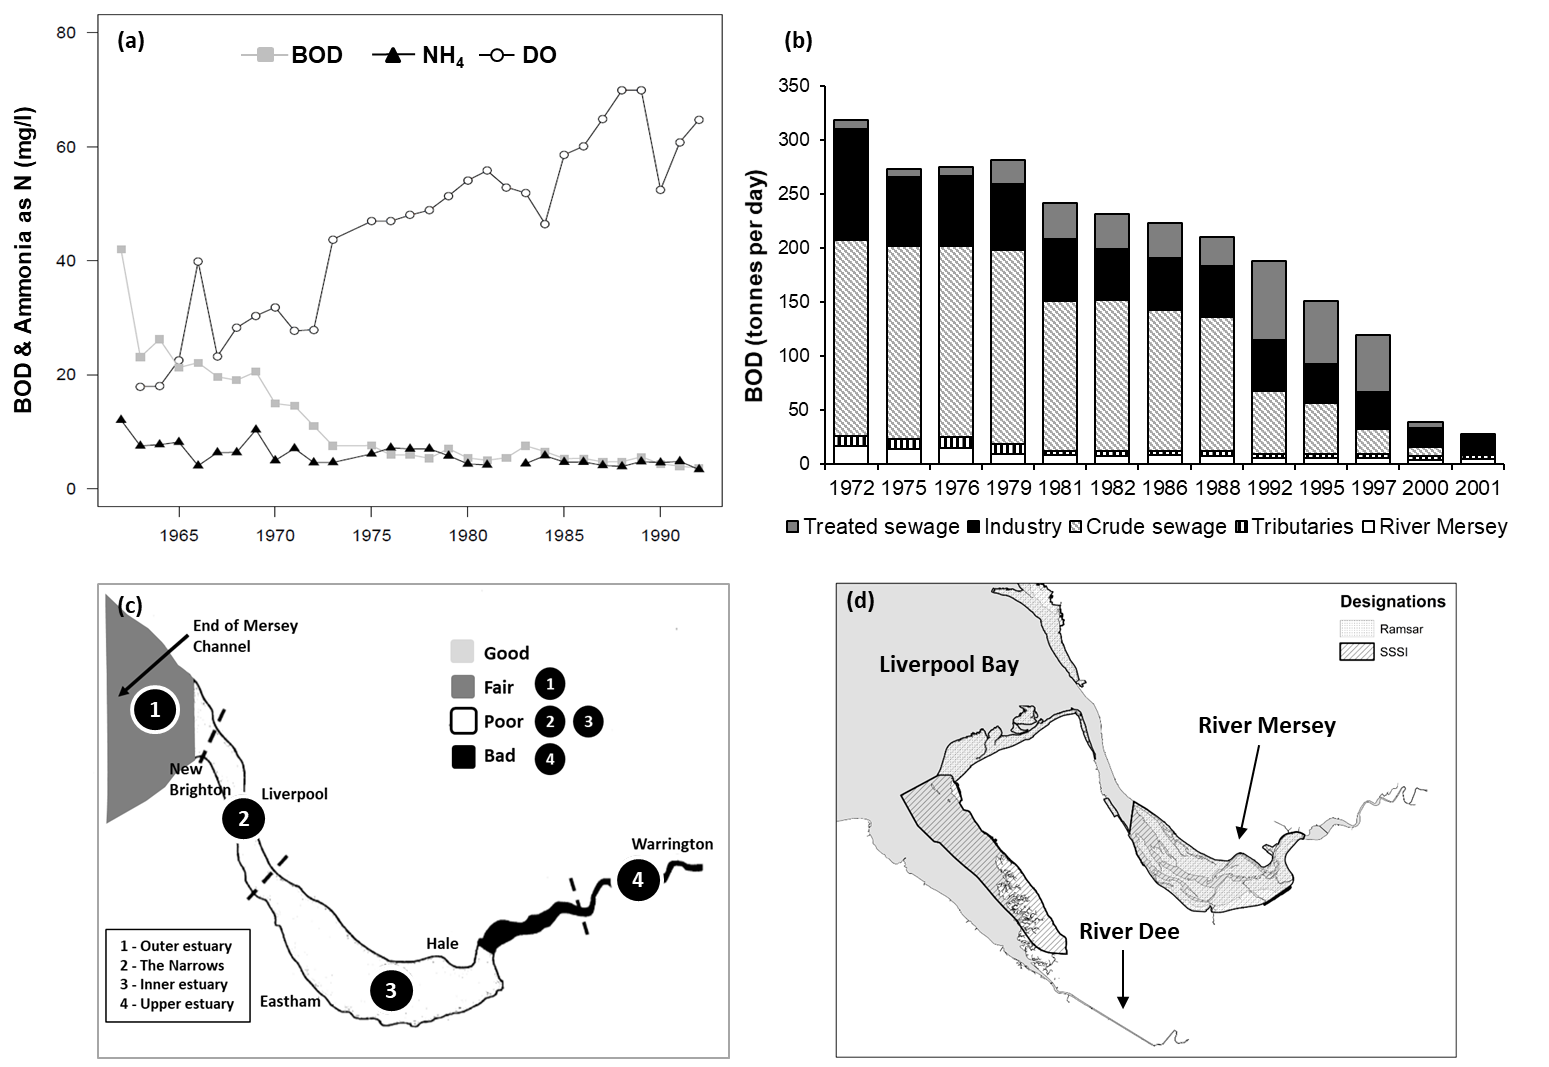 (a)
BOD NH4 DO
BOD & Ammonia as N (mg/l)
80
60
40
20
0
1965 1970 1975 1980 1985 1990
(b)
BOD (tonnes per day)
350
300
250
200
150
100
50
0
1972 1975 1976 1979 1981 1982 1986 1988 1992 1995 1997 2000 2001
Treated sewage Industry Crude sewage Tributaries River Mersey
(c)
End of Mersey
Channel
Good
Fair 1
Poor 2 3
Bad 4
1
New
Brighton
Liverpool
2
Warrington
4
Hale
3
Eastham
1 - Outer estuary
2 - The Narrows
3 - Inner estuary
4 - Upper estuary
(d)
Designations
Ramsar
SSSI
Liverpool Bay
River Mersey
River Dee